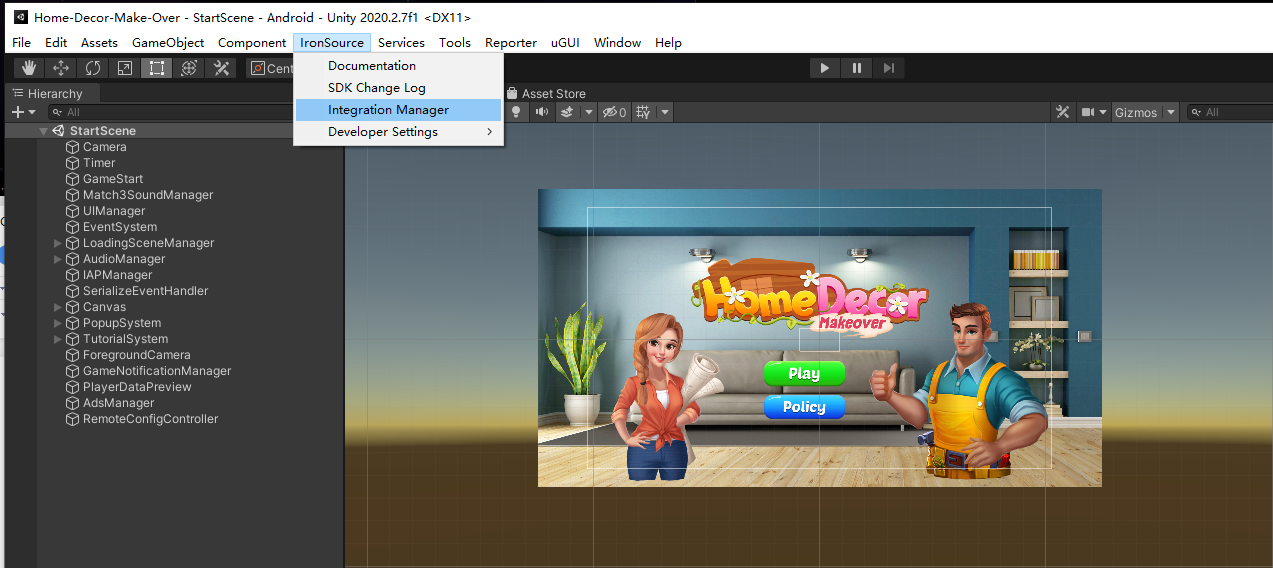 Home-Decor-Make-Over - StartScene - Android - Unity 2020.2.7f1 <DX11>
File Edit Assets GameObject Component IronSource Services Tools Reporter uGUI Window Help
Documentation
SDK Change Log
Integration Manager
Developer Settings
Cent
Hierarchy
All
Asset Store
0
Gizmos
All
StartScene
Camera
Timer
GameStart
Match3SoundManager
UIManager
EventSystem
LoadingSceneManager
AudioManager
IAPManager
SerializeEventHandler
Canvas
PopupSystem
TutorialSystem
ForegroundCamera
GameNotificationManager
PlayerDataPreview
AdsManager
RemoteConfigController
HomeDecor
Makeover
Play
Policy